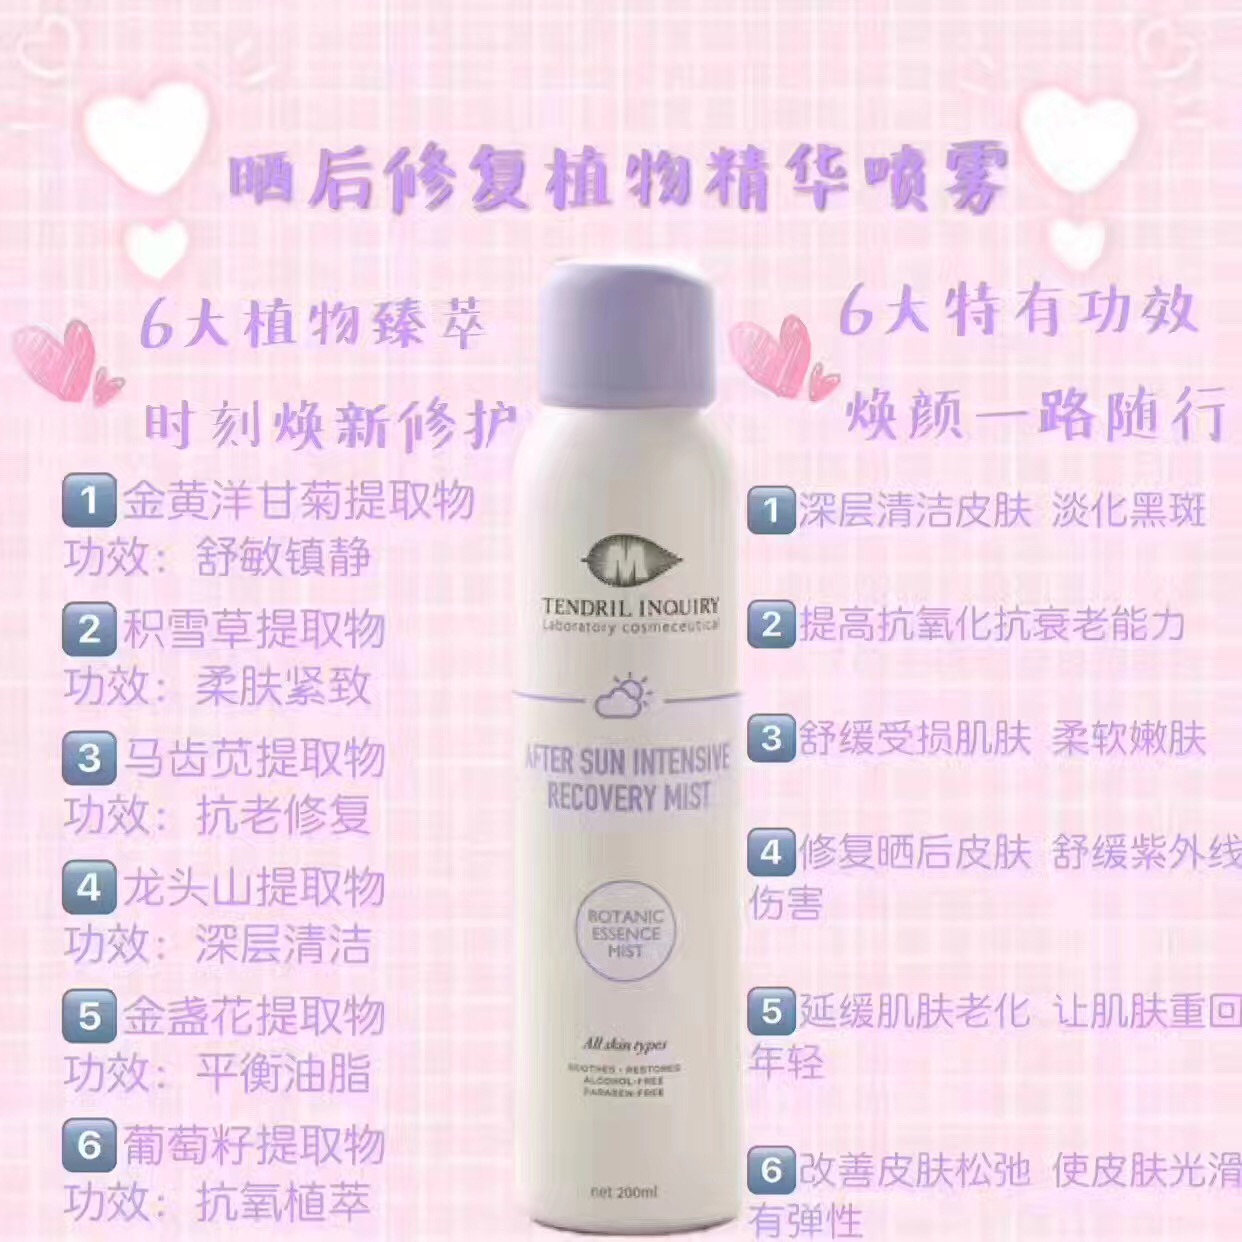 晒后修复植物精华喷雾
6大植物臻萃
时刻焕新修护
1 金黄洋甘菊提取物
功效：舒敏镇静
2 积雪草提取物
功效：柔肤紧致
3 马齿苋提取物
功效：抗老修复
4 龙头山提取物
功效：深层清洁
5 金盏花提取物
功效：平衡油脂
6 葡萄籽提取物
功效：抗氧植萃
M
TENDRIL INQUIRY
Laboratory cosmeceutical
AFTER SUN INTENSIVE
RECOVERY MIST
BOTANIC
ESSENCE
MIST
All skin types
SOOTHES · RESTORES
ALCOHOL-FREE
PARABEN-FREE
net 200ml
6大特有功效
焕颜一路随行
1 深层清洁皮肤 淡化黑斑
2 提高抗氧化抗衰老能力
3 舒缓受损肌肤 柔软嫩肤
4 修复晒后皮肤 舒缓紫外线
伤害
5 延缓肌肤老化 让肌肤重回
年轻
6 改善皮肤松弛 使皮肤光滑
有弹性